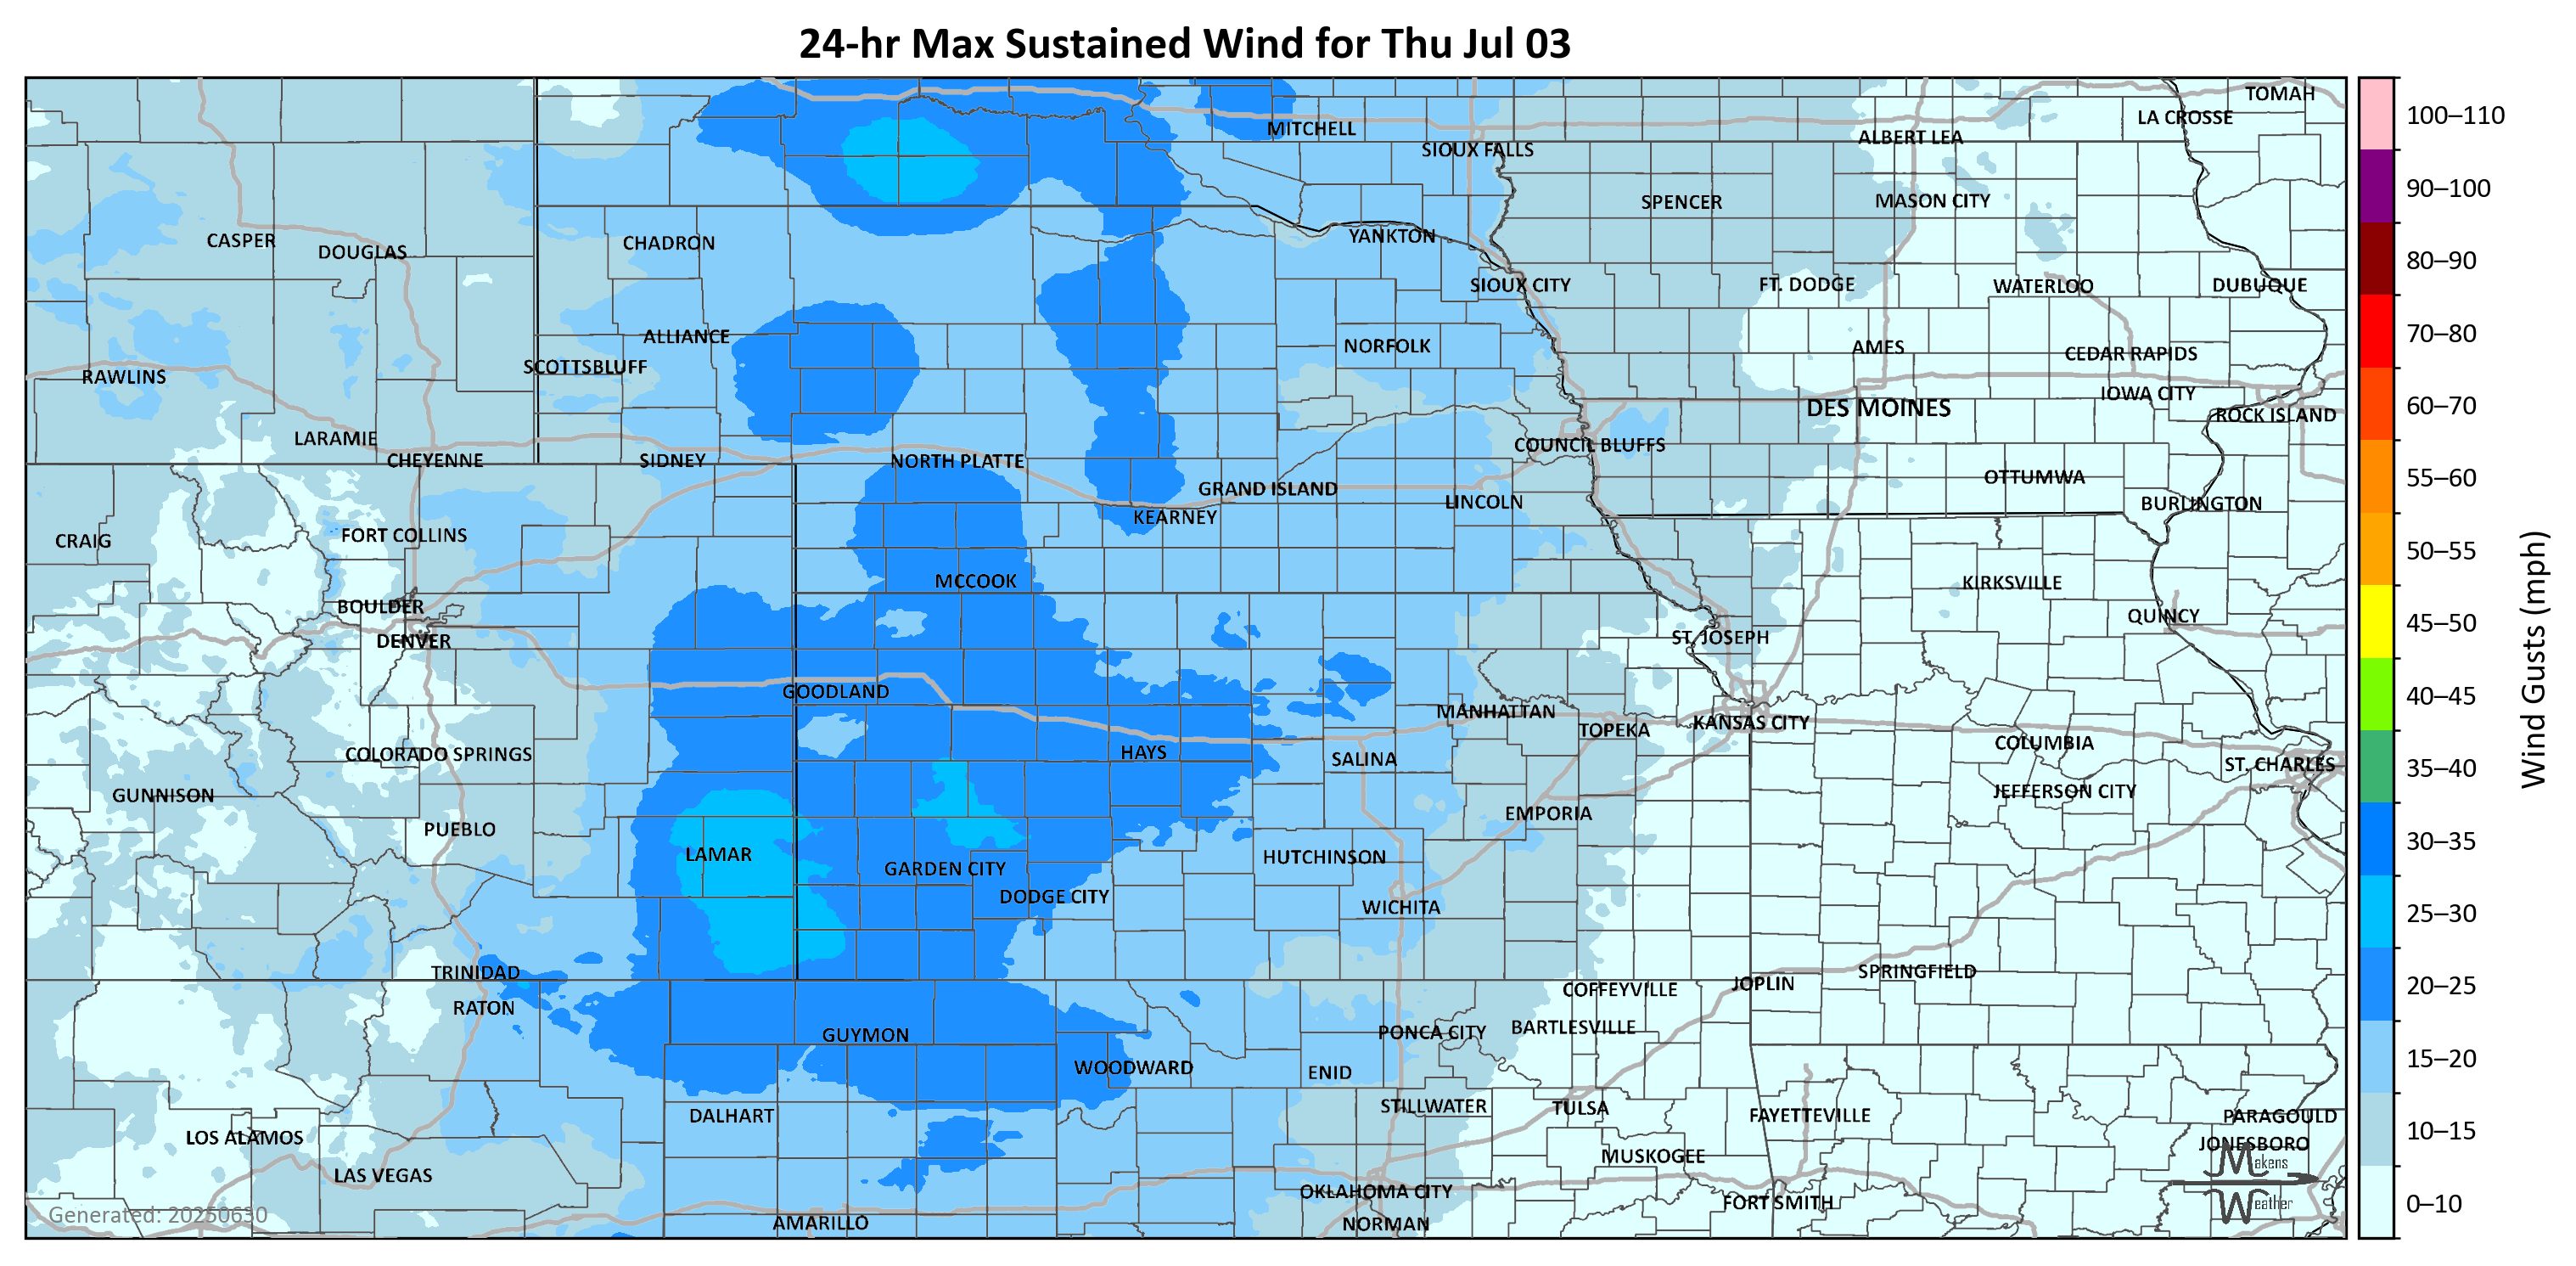 24-hr Max Sustained Wind for Thu Jul 03
TOMAH
LA CROSSE
MITCHELL
ALBERT LEA
SIOUX FALLS
SPENCER
MASON CITY
CASPER
DOUGLAS
CHADRON
YANKTON
SIOUX CITY
FT. DODGE
WATERLOO
DUBUQUE
ALLIANCE
NORFOLK
AMES
CEDAR RAPIDS
SCOTTSBLUFF
RAWLINS
IOWA CITY
DES MOINES
ROCK ISLAND
LARAMIE
COUNCIL BLUFFS
CHEYENNE
SIDNEY
NORTH PLATTE
OTTUMWA
GRAND ISLAND
LINCOLN
BURLINGTON
KEARNEY
CRAIG
FORT COLLINS
MCCOOK
KIRKSVILLE
BOULDER
QUINCY
DENVER
ST. JOSEPH
GOODLAND
MANHATTAN
TOPEKA
KANSAS CITY
COLUMBIA
COLORADO SPRINGS
HAYS
SALINA
ST. CHARLES
GUNNISON
JEFFERSON CITY
PUEBLO
EMPORIA
LAMAR
GARDEN CITY
HUTCHINSON
DODGE CITY
WICHITA
TRINIDAD
SPRINGFIELD
JOPLIN
COFFEYVILLE
RATON
GUYMON
PONCA CITY
BARTLESVILLE
WOODWARD
ENID
DALHART
STILLWATER
TULSA
FAYETTEVILLE
PARAGOULD
LOS ALAMOS
JONESBORO
LAS VEGAS
MUSKOGEE
OKLAHOMA CITY
FORT SMITH
AMARILLO
NORMAN
Generated: 20250630
Makens
Weather
100–110
90–100
80–90
70–80
60–70
55–60
50–55
45–50
40–45
35–40
30–35
25–30
20–25
15–20
10–15
0–10
Wind Gusts (mph)